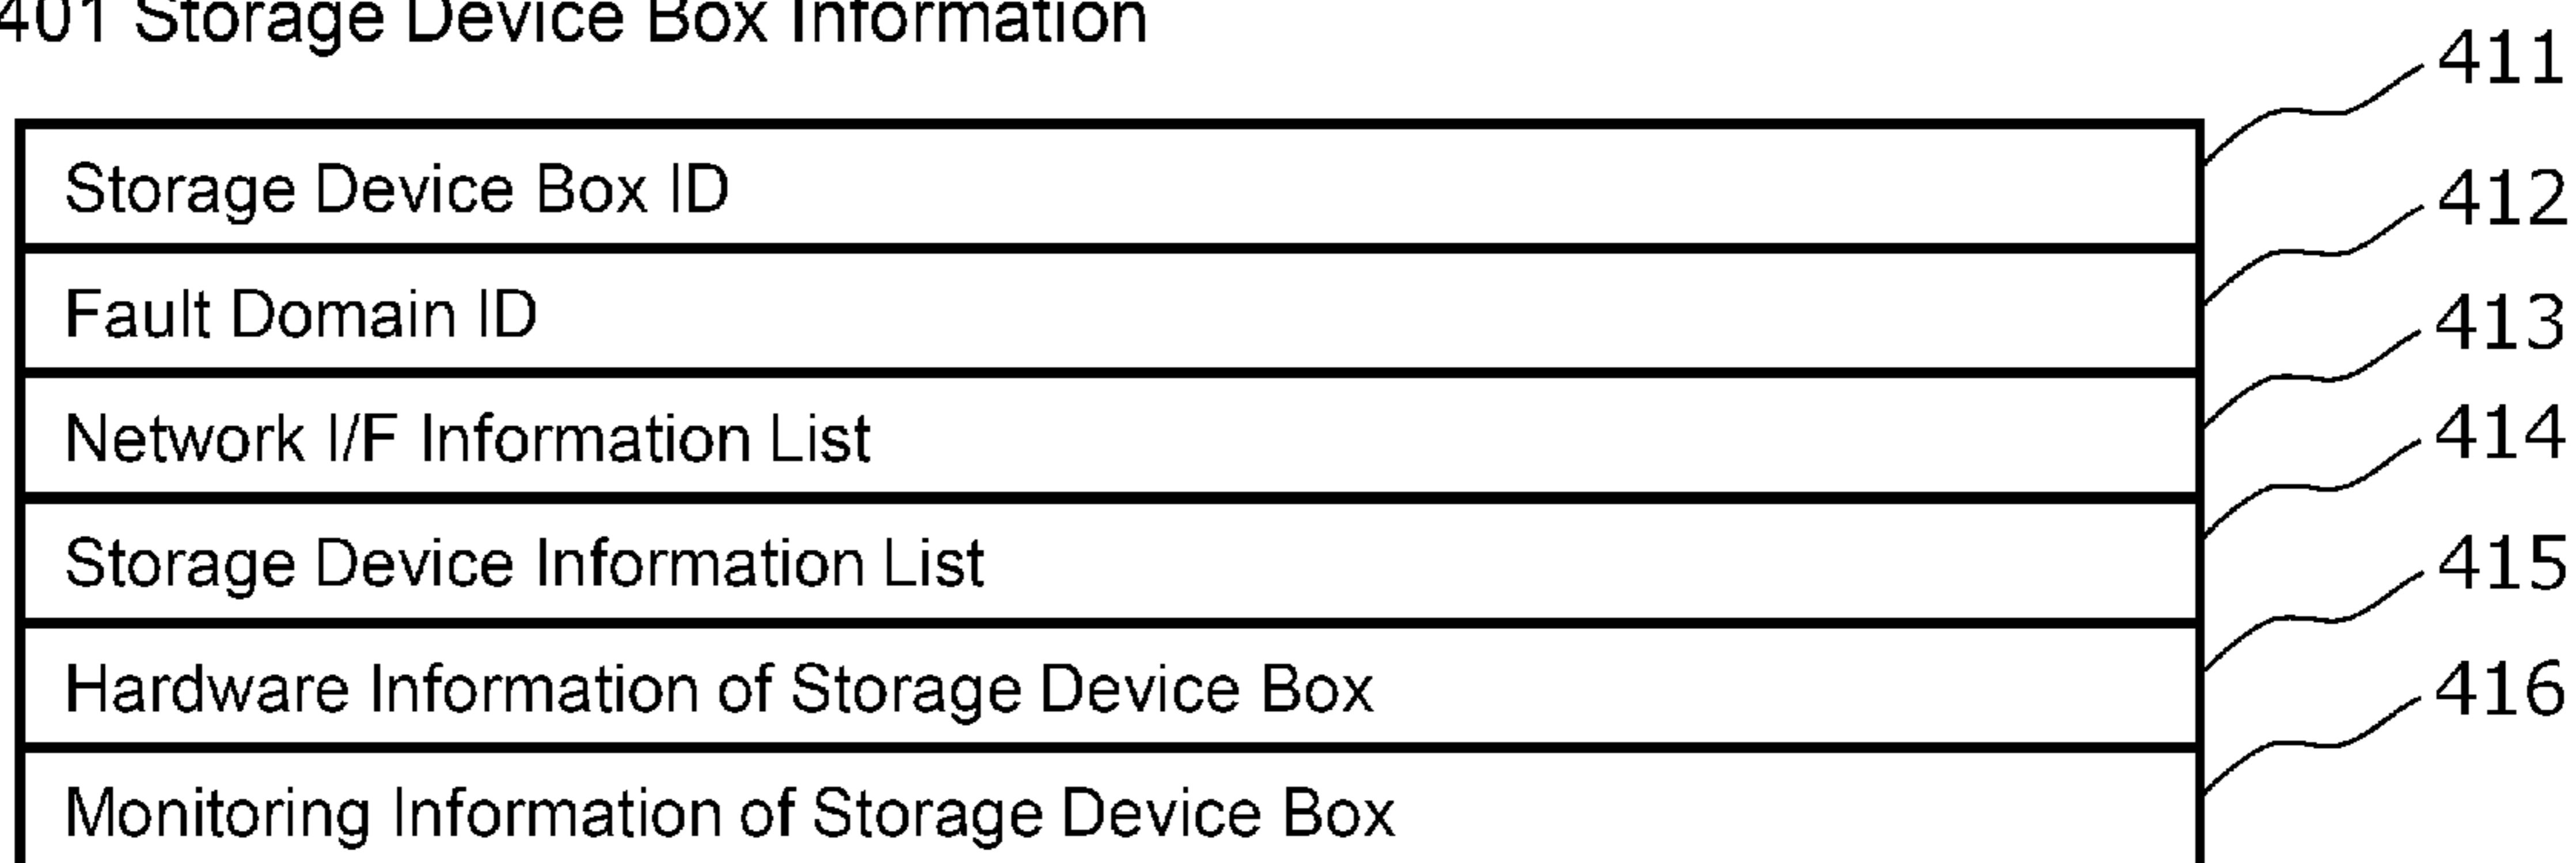 401 Storage Device Box Information
411
Storage Device Box ID
412
Fault Domain ID
413
Network I/F Information List
414
Storage Device Information List
415
Hardware Information of Storage Device Box
416
Monitoring Information of Storage Device Box